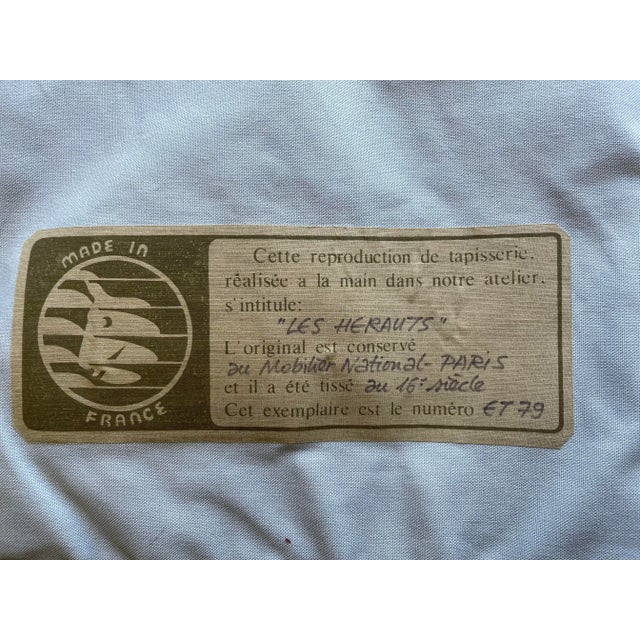 MADE IN
FRANCE
Cette reproduction de tapisserie,
réalisée a la main dans notre atelier,
s'intitule:
"LES HERAUTS"
L'original est conservé
au Mobilier National - PARIS
et il a été tissé au 16e siècle
Cet exemplaire est le numéro ET 79